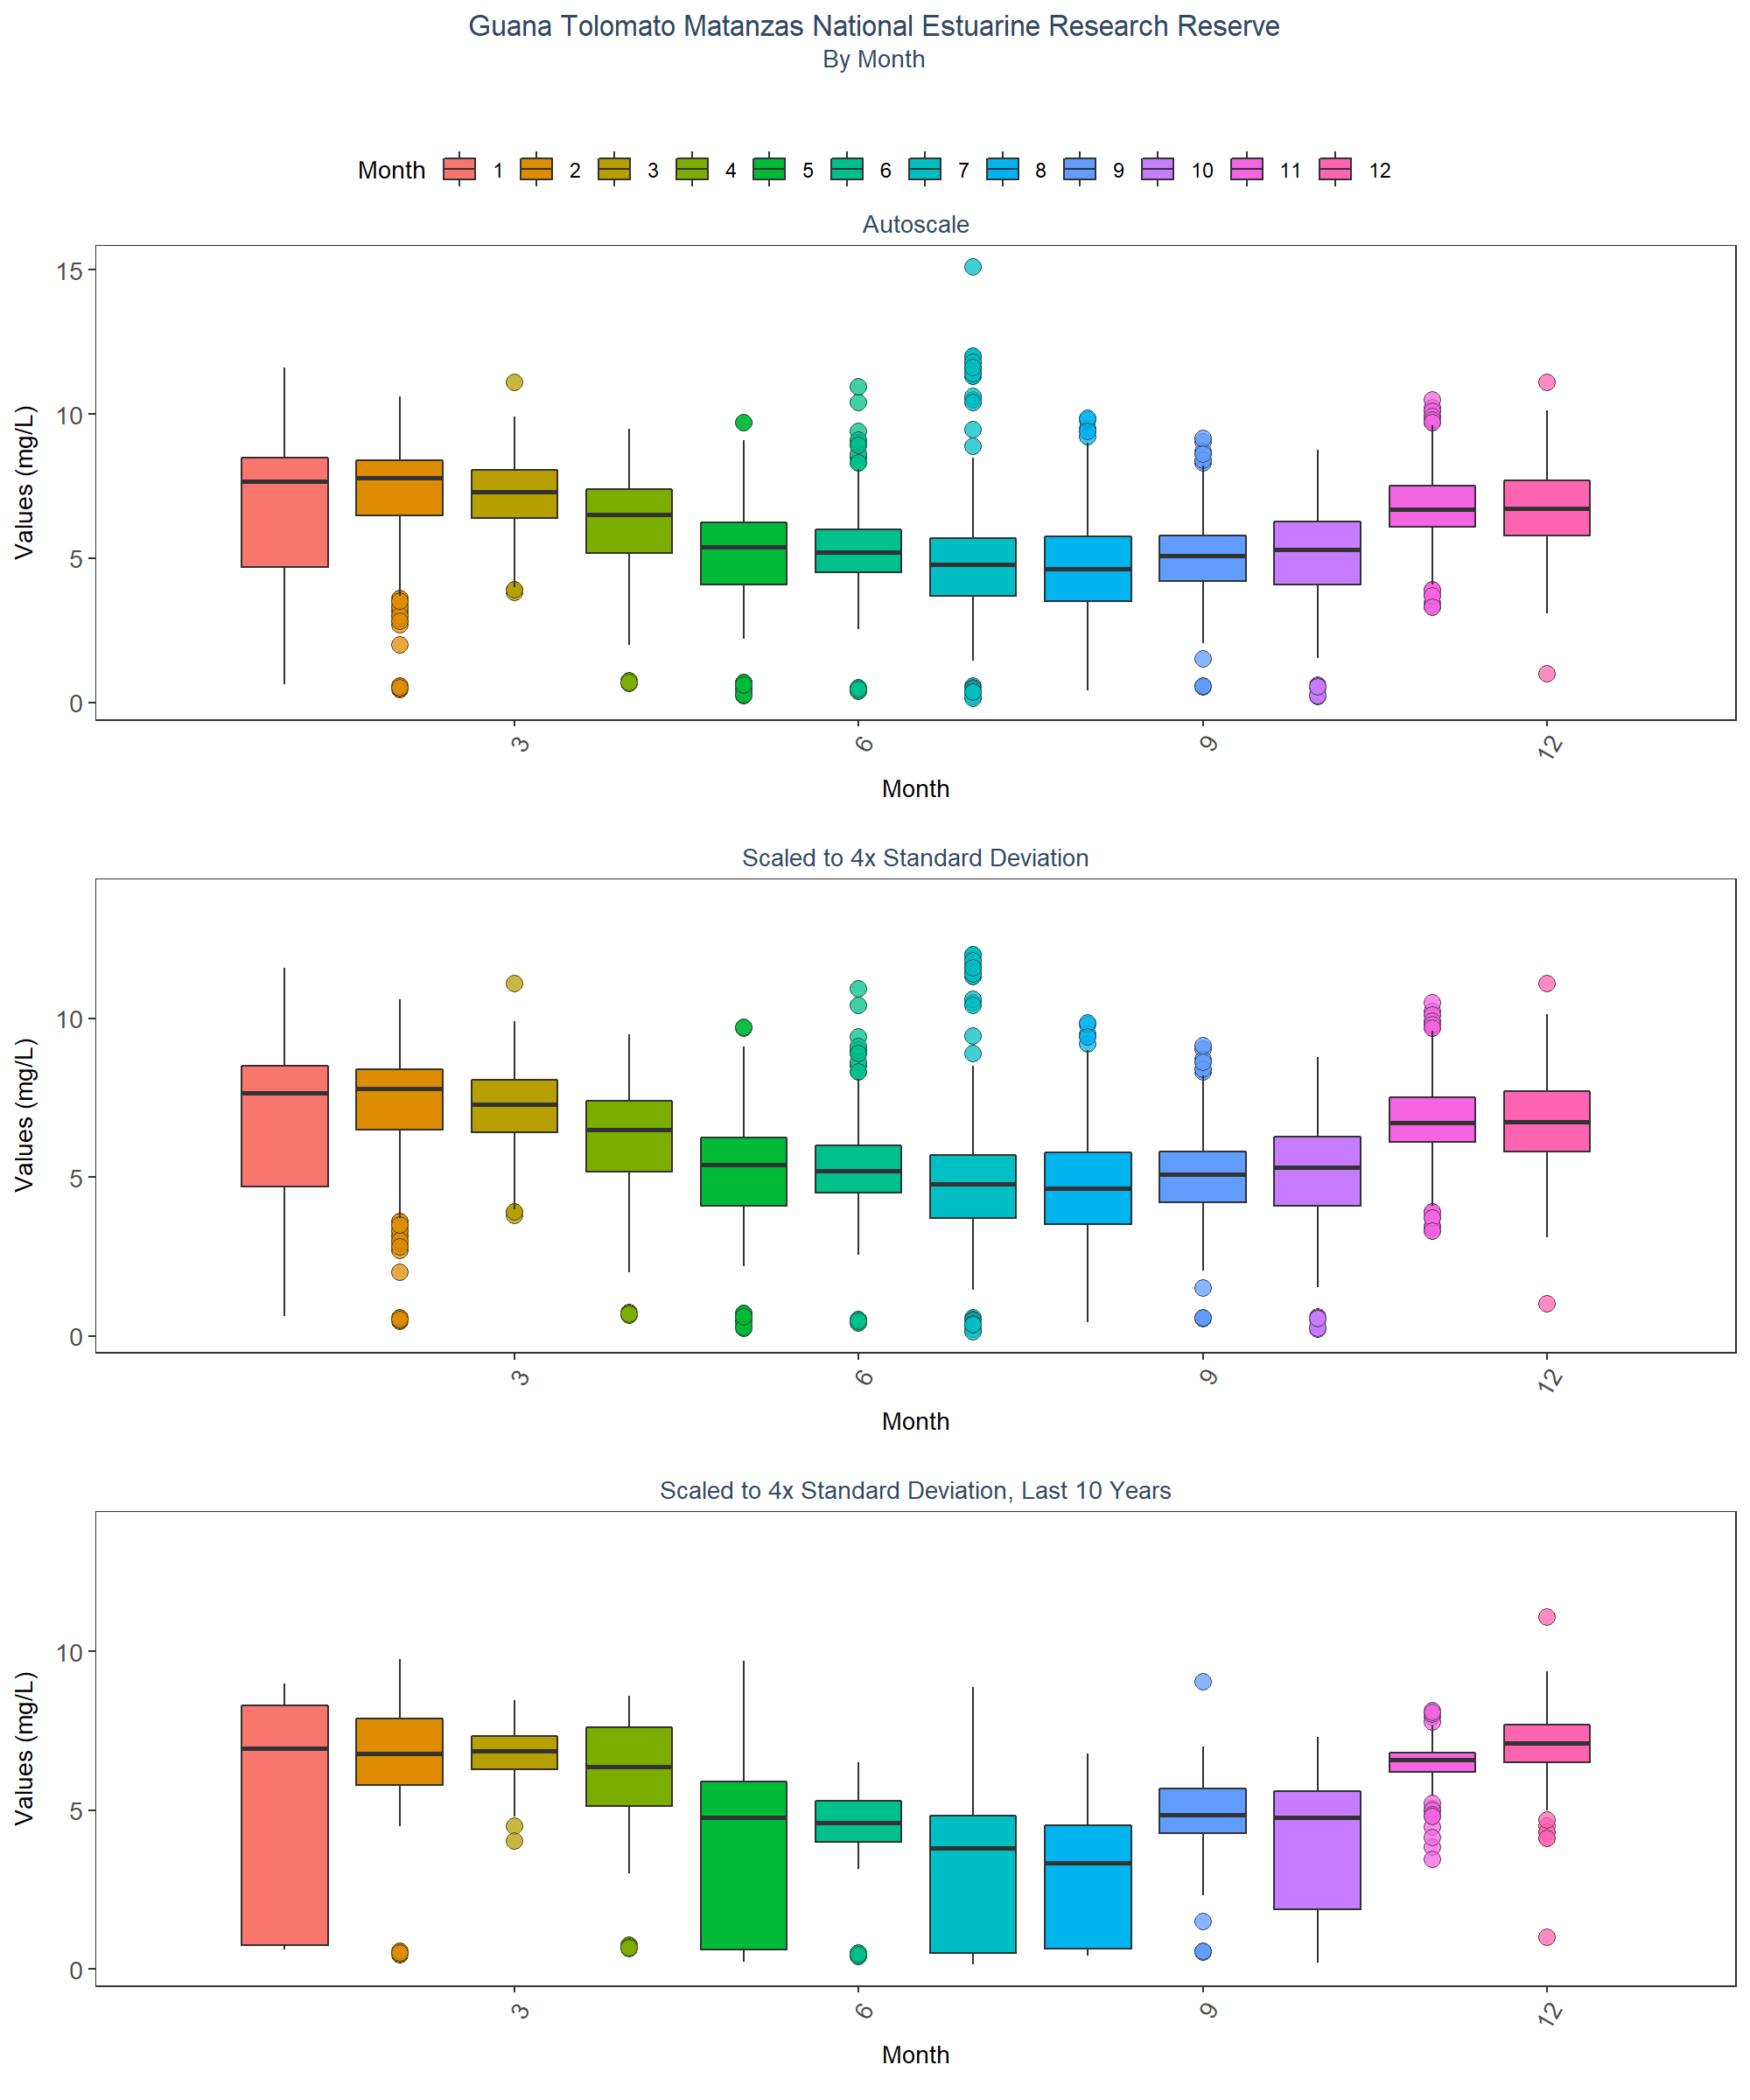 Guana Tolomato Matanzas National Estuarine Research Reserve
By Month
Month 1 2 3 4 5 6 7 8 9 10 11 12
Autoscale
Values (mg/L)
15
10
5
0
3 6 9 12
Month
Scaled to 4x Standard Deviation
Values (mg/L)
10
5
0
3 6 9 12
Month
Scaled to 4x Standard Deviation, Last 10 Years
Values (mg/L)
10
5
0
3 6 9 12
Month